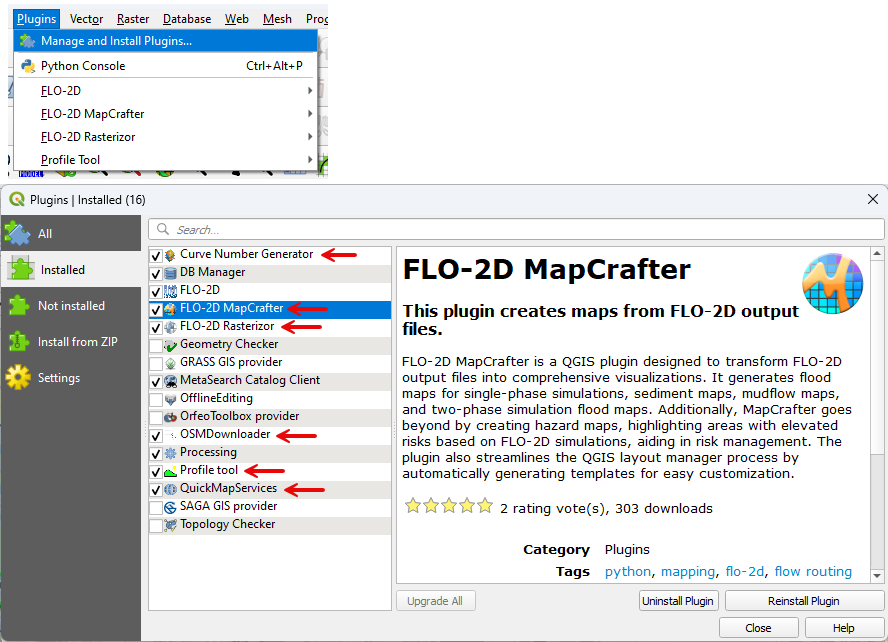 Plugins Vector Raster Database Web Mesh
Manage and Install Plugins...
Python Console Ctrl+Alt+P
FLO-2D
FLO-2D MapCrafter
FLO-2D Rasterizor
Profile Tool
Plugins | Installed (16)
All
Installed
Not installed
Install from ZIP
Settings
Search...
Curve Number Generator
DB Manager
FLO-2D
FLO-2D MapCrafter
FLO-2D Rasterizor
Geometry Checker
GRASS GIS provider
MetaSearch Catalog Client
OfflineEditing
OrfeoToolbox provider
OSMDownloader
Processing
Profile tool
QuickMapServices
SAGA GIS provider
Topology Checker
FLO-2D MapCrafter
This plugin creates maps from FLO-2D output
files.
FLO-2D MapCrafter is a QGIS plugin designed to transform FLO-2D
output files into comprehensive visualizations. It generates flood
maps for single-phase simulations, sediment maps, mudflow maps,
and two-phase simulation flood maps. Additionally, MapCrafter goes
beyond by creating hazard maps, highlighting areas with elevated
risks based on FLO-2D simulations, aiding in risk management. The
plugin also streamlines the QGIS layout manager process by
automatically generating templates for easy customization.
2 rating vote(s), 303 downloads
Category Plugins
Tags python, mapping, flo-2d, flow routing
Upgrade All
Uninstall Plugin
Reinstall Plugin
Close
Help